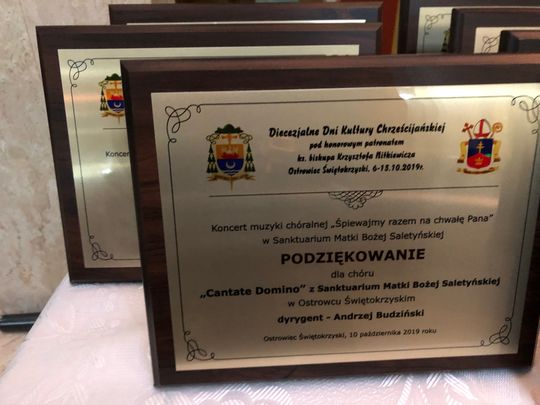 Diecezjalne Dni Kultury Chrześcijańskiej
pod honorowym patronatem
ks. biskupa Krzysztofa Nitkiewicza
Ostrowiec Świętokrzyski, 6-13.10.2019r.
Koncert muzyki chóralnej „Śpiewajmy razem na chwałę Pana"
w Sanktuarium Matki Bożej Saletyńskiej
PODZIĘKOWANIE
dla chóru
„Cantate Domino" z Sanktuarium Matki Bożej Saletyńskiej
w Ostrowcu Świętokrzyskim
dyrygent - Andrzej Budziński
Ostrowiec Świętokrzyski, 10 października 2019 roku
Koncert